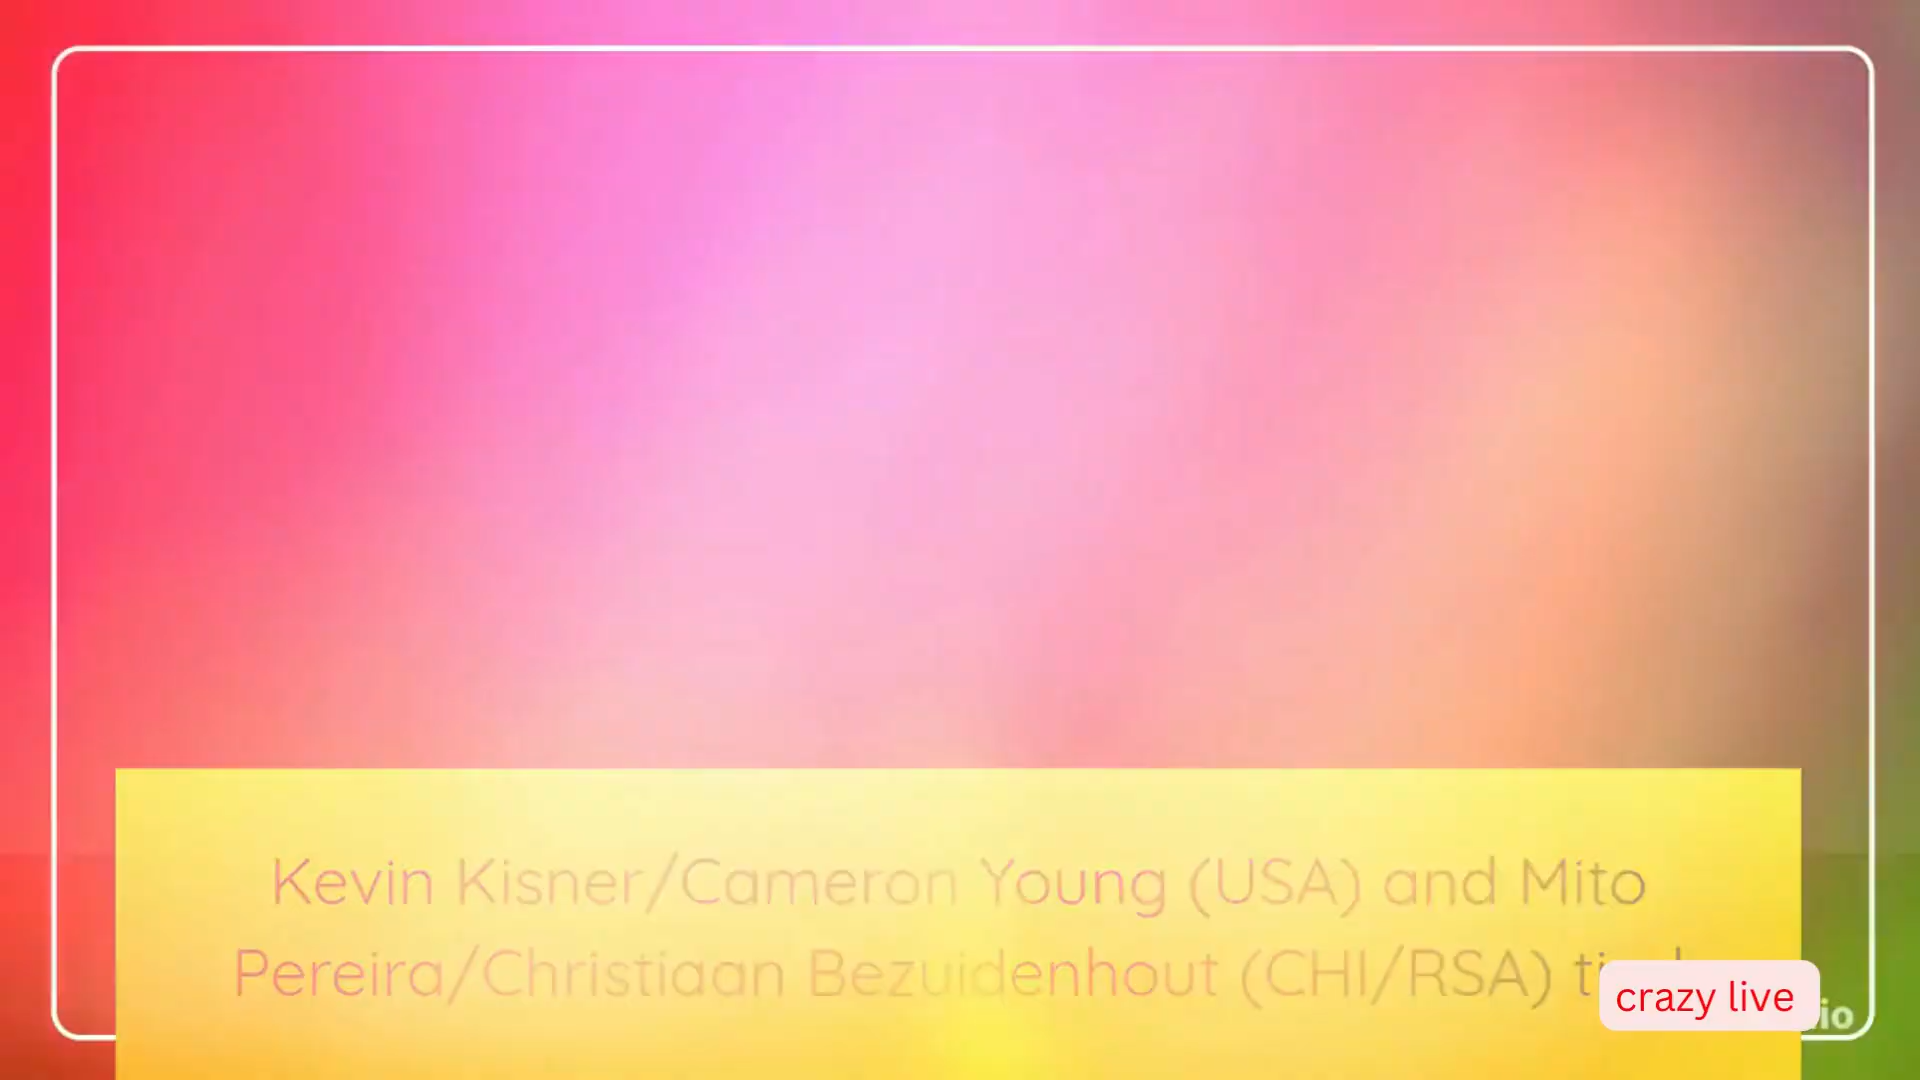 Kevin Kisner/Cameron Young (USA) and Mito
Pereira/Christiaan Bezuidenhout (CHI/RSA)
crazy live